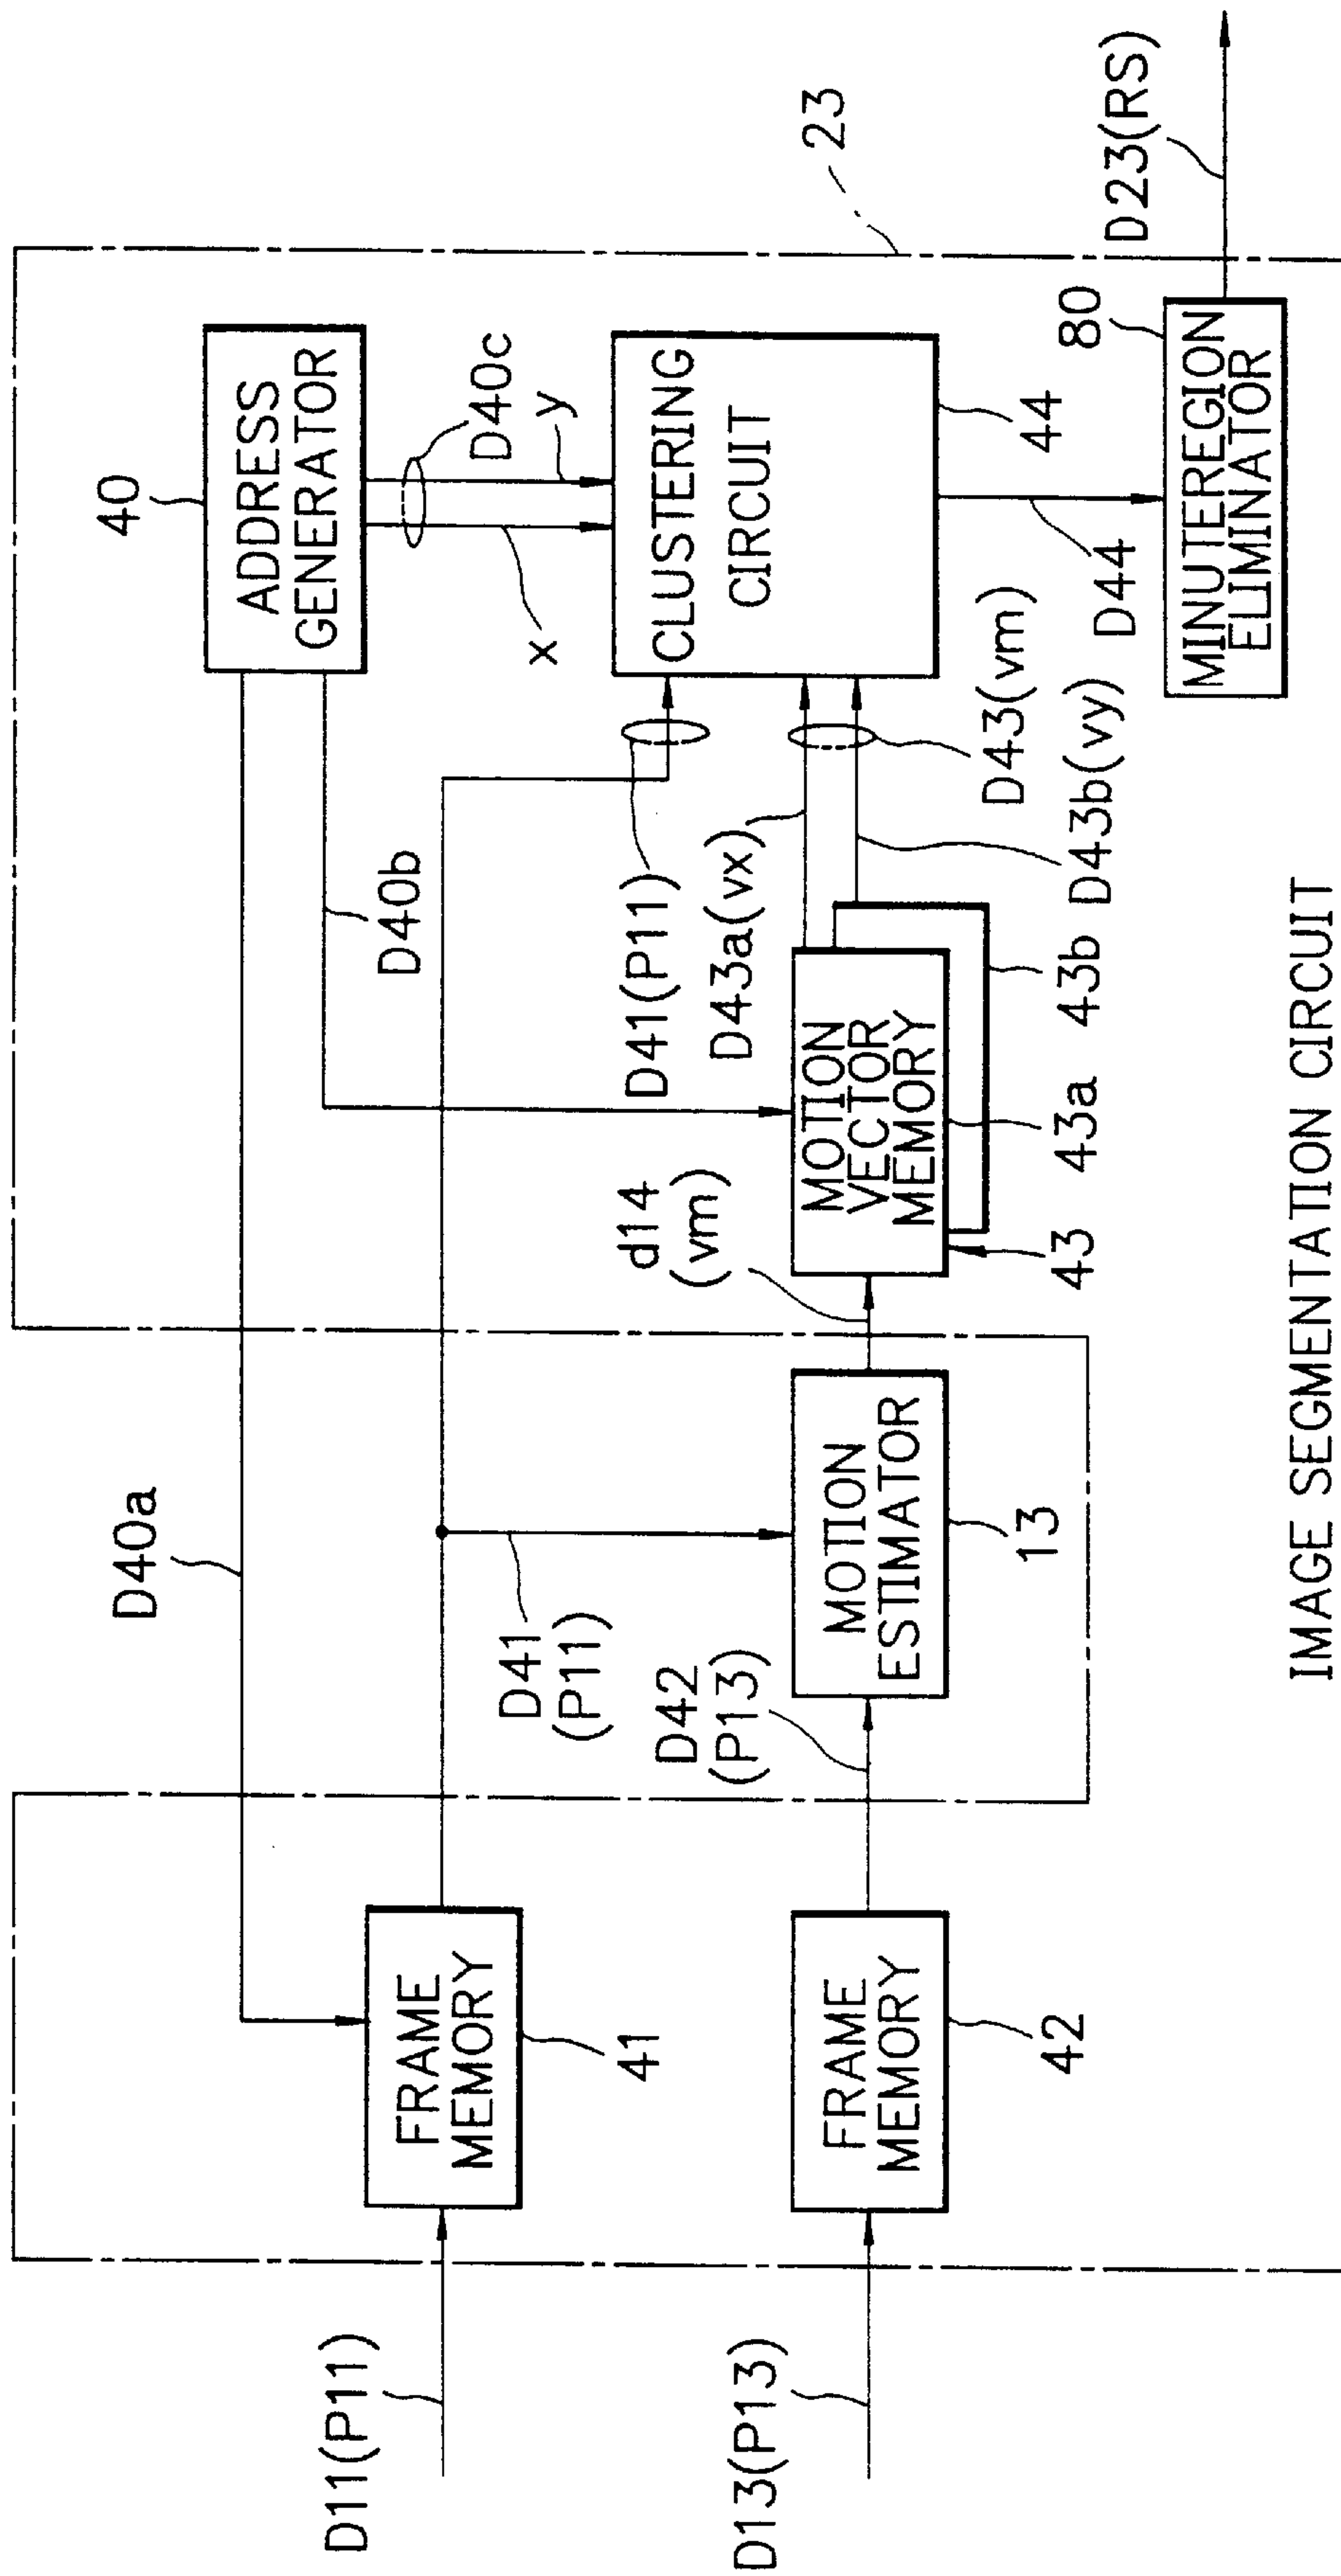 D40a
40
ADDRESS
GENERATOR
D40b
D40c
x
y
23
D11(P11)
FRAME
MEMORY
41
D41
(P11)
D41(P11)
D43a(vx)
CLUSTERING
CIRCUIT
44
D13(P13)
FRAME
MEMORY
42
D42
(P13)
MOTION
ESTIMATOR
13
d14
(vm)
MOTION
VECTOR
MEMORY
43
43a
43b
D43(vm)
D43b(vy)
D44
80
MINUTEREGION
ELIMINATOR
D23(RS)
IMAGE SEGMENTATION CIRCUIT